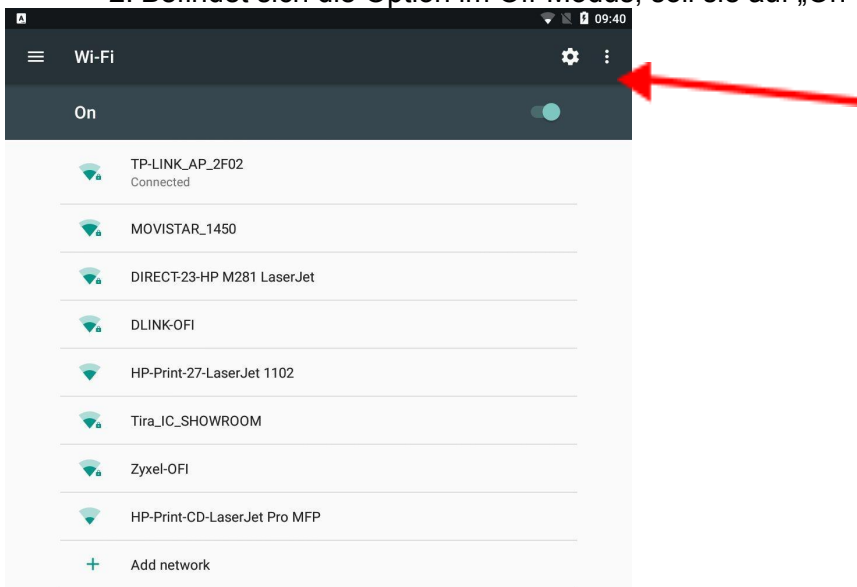 2. Befindet sich die Option im Off-Modus, soll sie auf „On
A 09:40
Wi-Fi
On
TP-LINK_AP_2F02
Connected
MOVISTAR_1450
DIRECT-23-HP M281 LaserJet
DLINK-OFI
HP-Print-27-LaserJet 1102
Tira_IC_SHOWROOM
Zyxel-OFI
HP-Print-CD-LaserJet Pro MFP
Add network